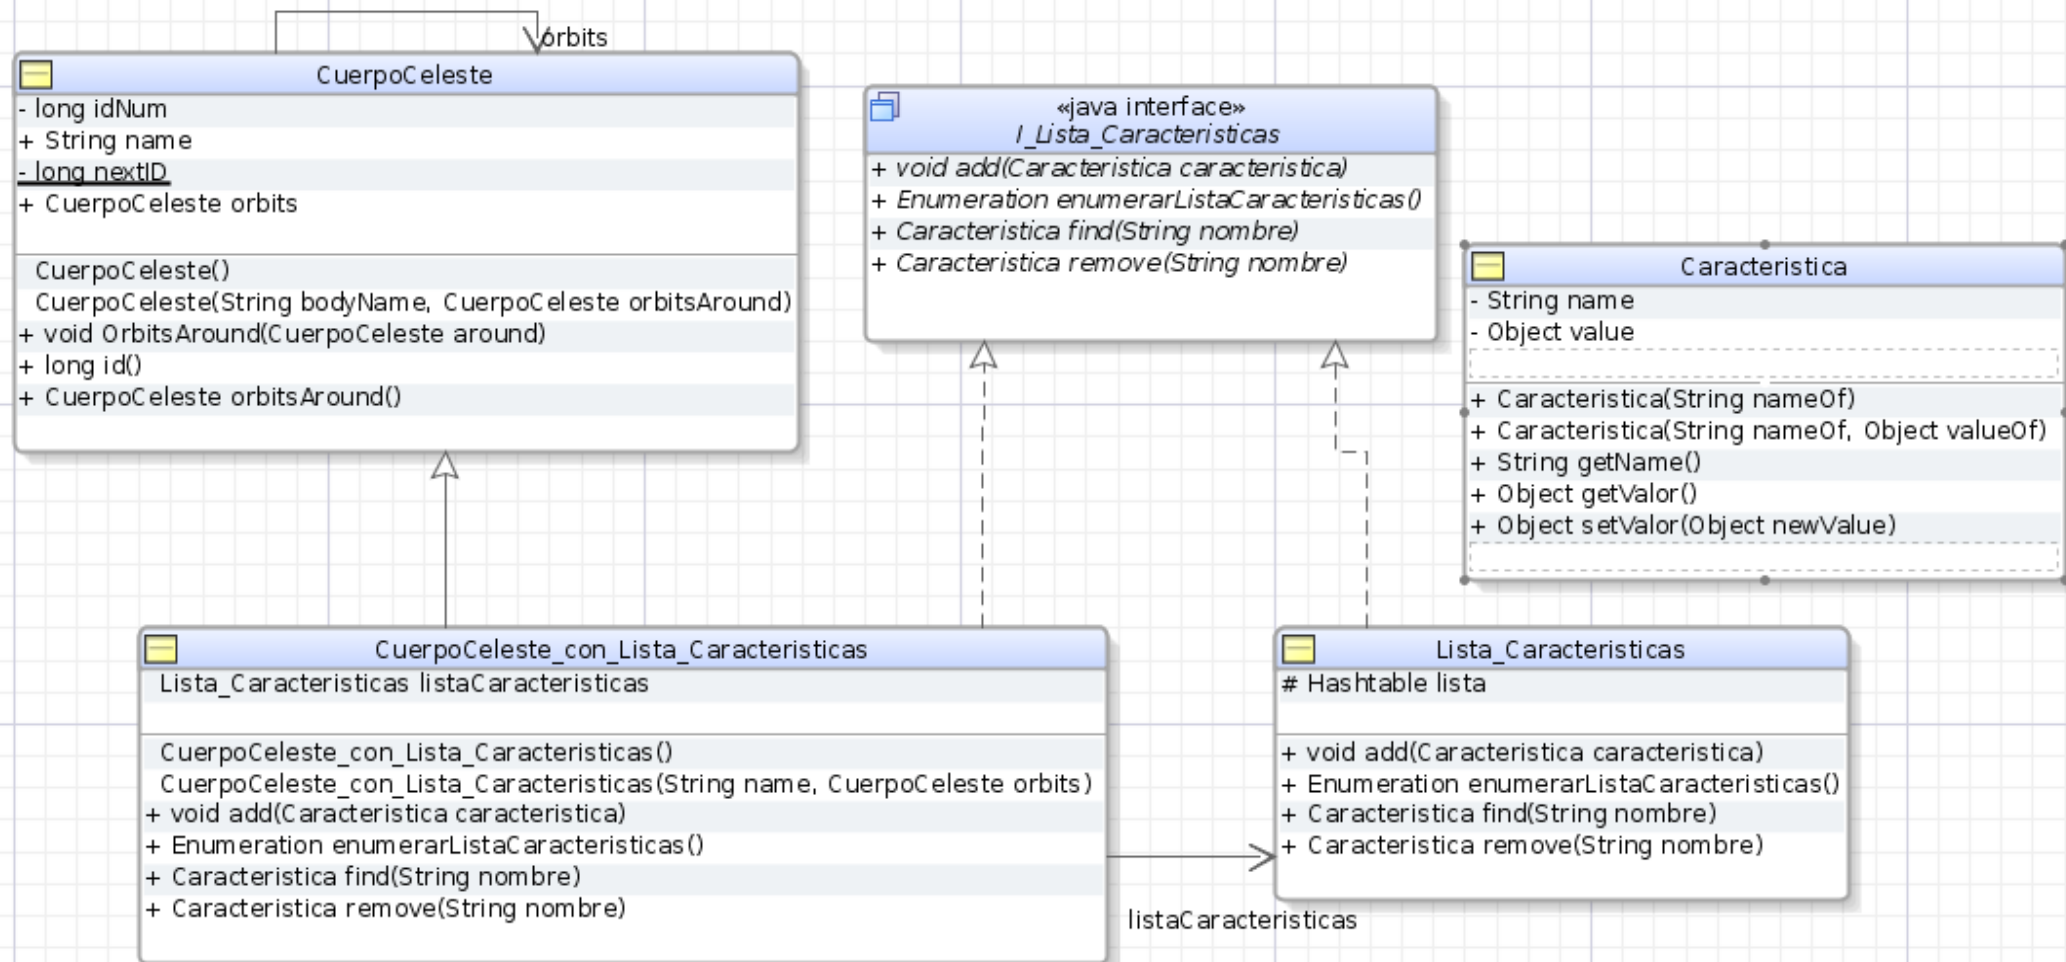 orbits
CuerpoCeleste
- long idNum
+ String name
- long nextID
+ CuerpoCeleste orbits
CuerpoCeleste()
CuerpoCeleste(String bodyName, CuerpoCeleste orbitsAround)
+ void OrbitsAround(CuerpoCeleste around)
+ long id()
+ CuerpoCeleste orbitsAround()
«java interface»
I_Lista_Caracteristicas
+ void add(Caracteristica caracteristica)
+ Enumeration enumerarListaCaracteristicas()
+ Caracteristica find(String nombre)
+ Caracteristica remove(String nombre)
Caracteristica
- String name
- Object value
+ Caracteristica(String nameOf)
+ Caracteristica(String nameOf, Object valueOf)
+ String getName()
+ Object getValor()
+ Object setValor(Object newValue)
CuerpoCeleste_con_Lista_Caracteristicas
Lista_Caracteristicas listaCaracteristicas
CuerpoCeleste_con_Lista_Caracteristicas()
CuerpoCeleste_con_Lista_Caracteristicas(String name, CuerpoCeleste orbits)
+ void add(Caracteristica caracteristica)
+ Enumeration enumerarListaCaracteristicas()
+ Caracteristica find(String nombre)
+ Caracteristica remove(String nombre)
Lista_Caracteristicas
# Hashtable lista
+ void add(Caracteristica caracteristica)
+ Enumeration enumerarListaCaracteristicas()
+ Caracteristica find(String nombre)
+ Caracteristica remove(String nombre)
listaCaracteristicas